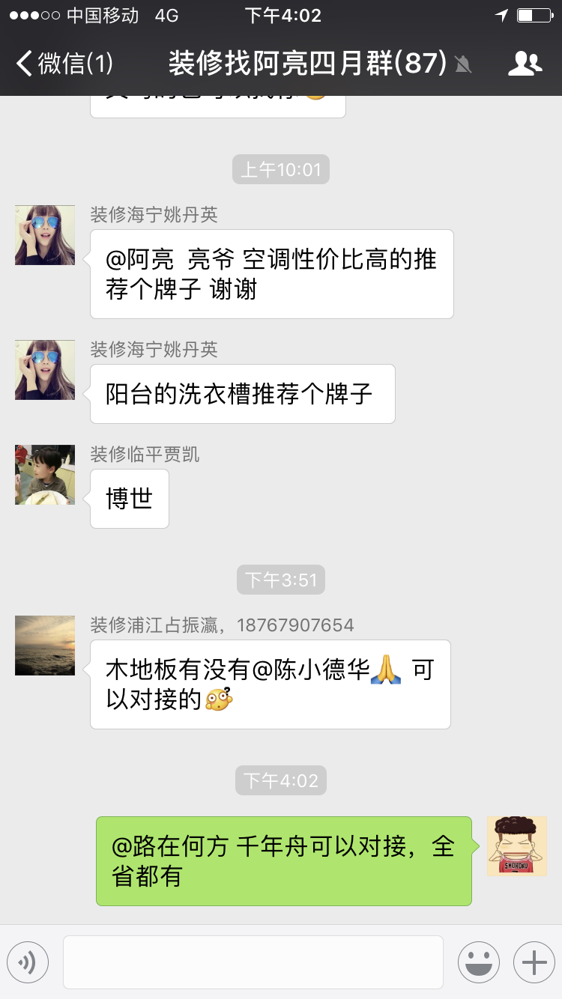 中国移动 4G 下午4:02
微信(1) 装修找阿亮四月群(87)
上午10:01
装修海宁姚丹英
@阿亮 亮爷 空调性价比高的推
荐个牌子 谢谢
装修海宁姚丹英
阳台的洗衣槽推荐个牌子
装修临平贾凯
博世
下午3:51
装修浦江占振瀛，18767907654
木地板有没有@陈小德华🙏 可
以对接的
下午4:02
@路在何方 千年舟可以对接，全
省都有
SHOHOKU